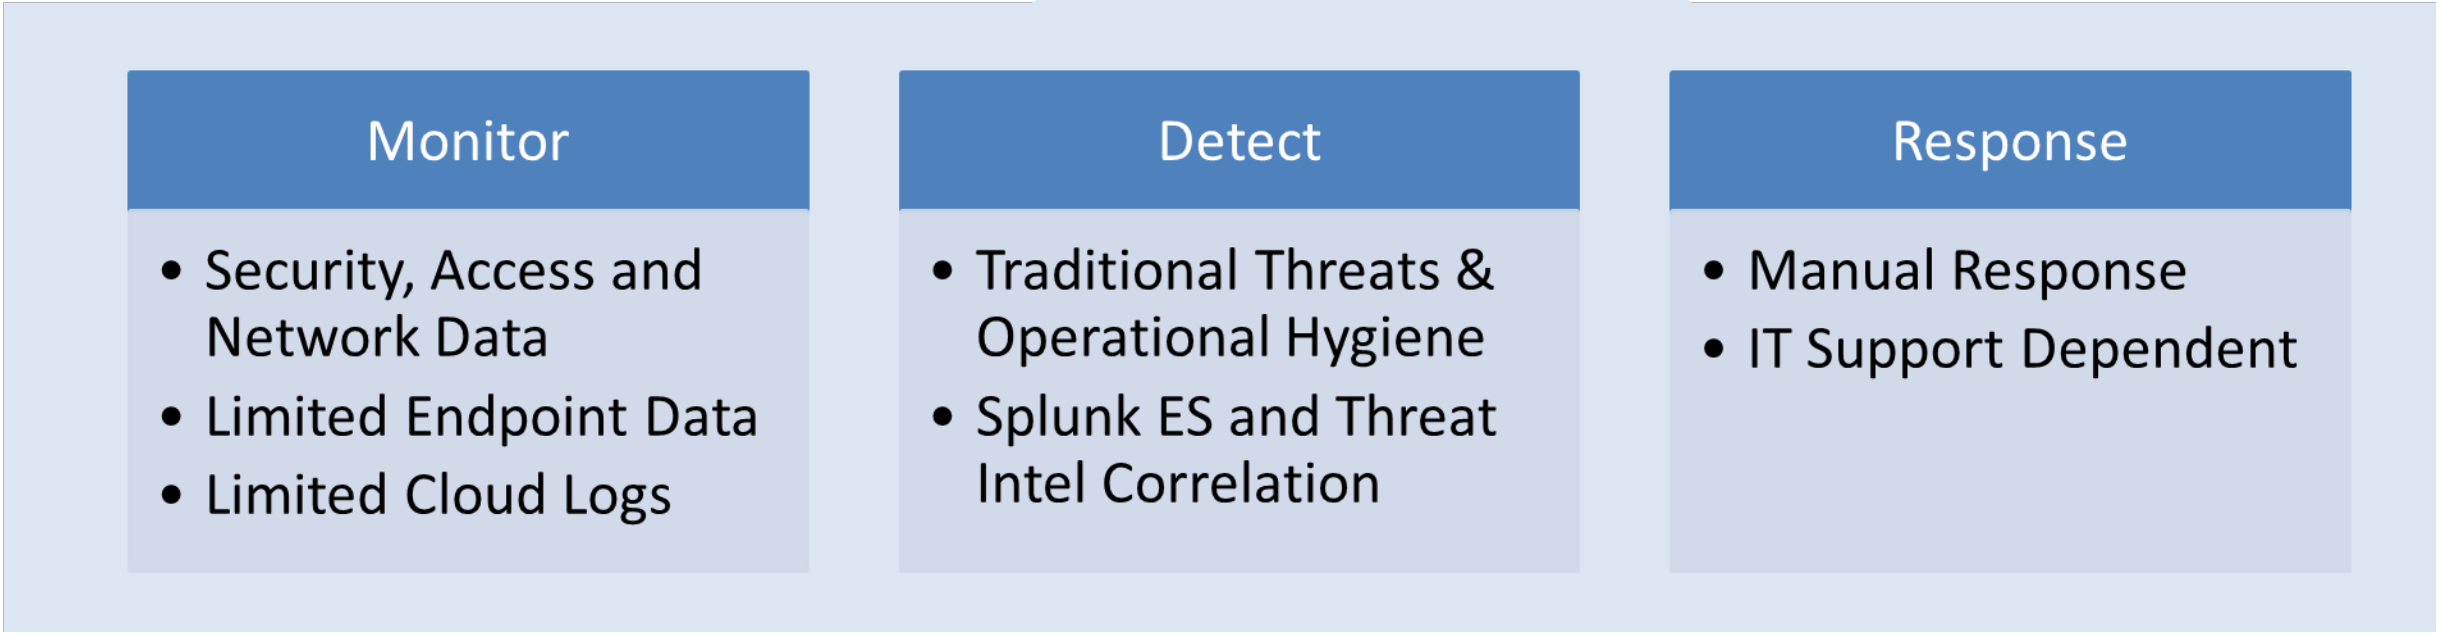 Monitor
• Security, Access and
Network Data
• Limited Endpoint Data
• Limited Cloud Logs
Detect
• Traditional Threats &
Operational Hygiene
• Splunk ES and Threat
Intel Correlation
Response
• Manual Response
• IT Support Dependent